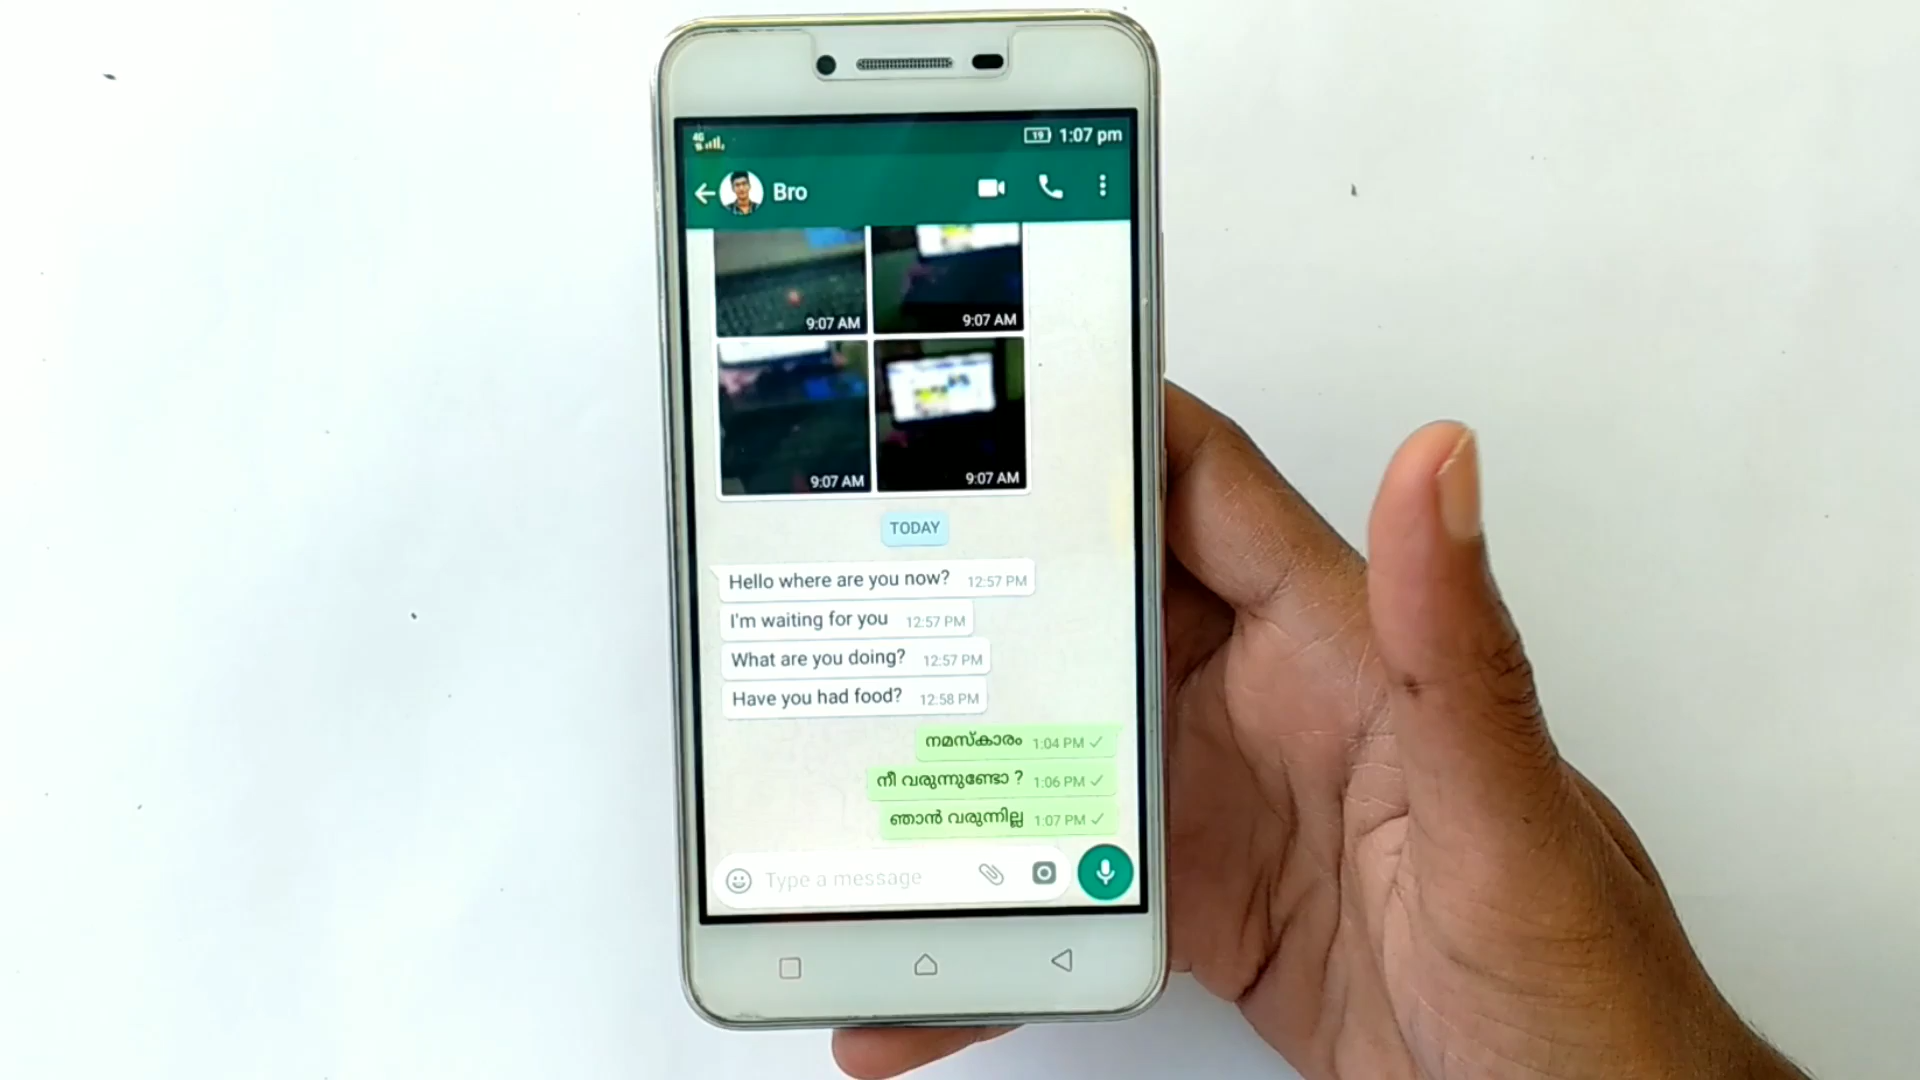 4G
19 1:07 pm
Bro
9:07 AM
9:07 AM
9:07 AM
9:07 AM
TODAY
Hello where are you now? 12:57 PM
I'm waiting for you 12:57 PM
What are you doing? 12:57 PM
Have you had food? 12:58 PM
നമസ്കാരം 1:04 PM
നീ വരുന്നുണ്ടോ ? 1:06 PM
ഞാൻ വരുന്നില്ല 1:07 PM
Type a message